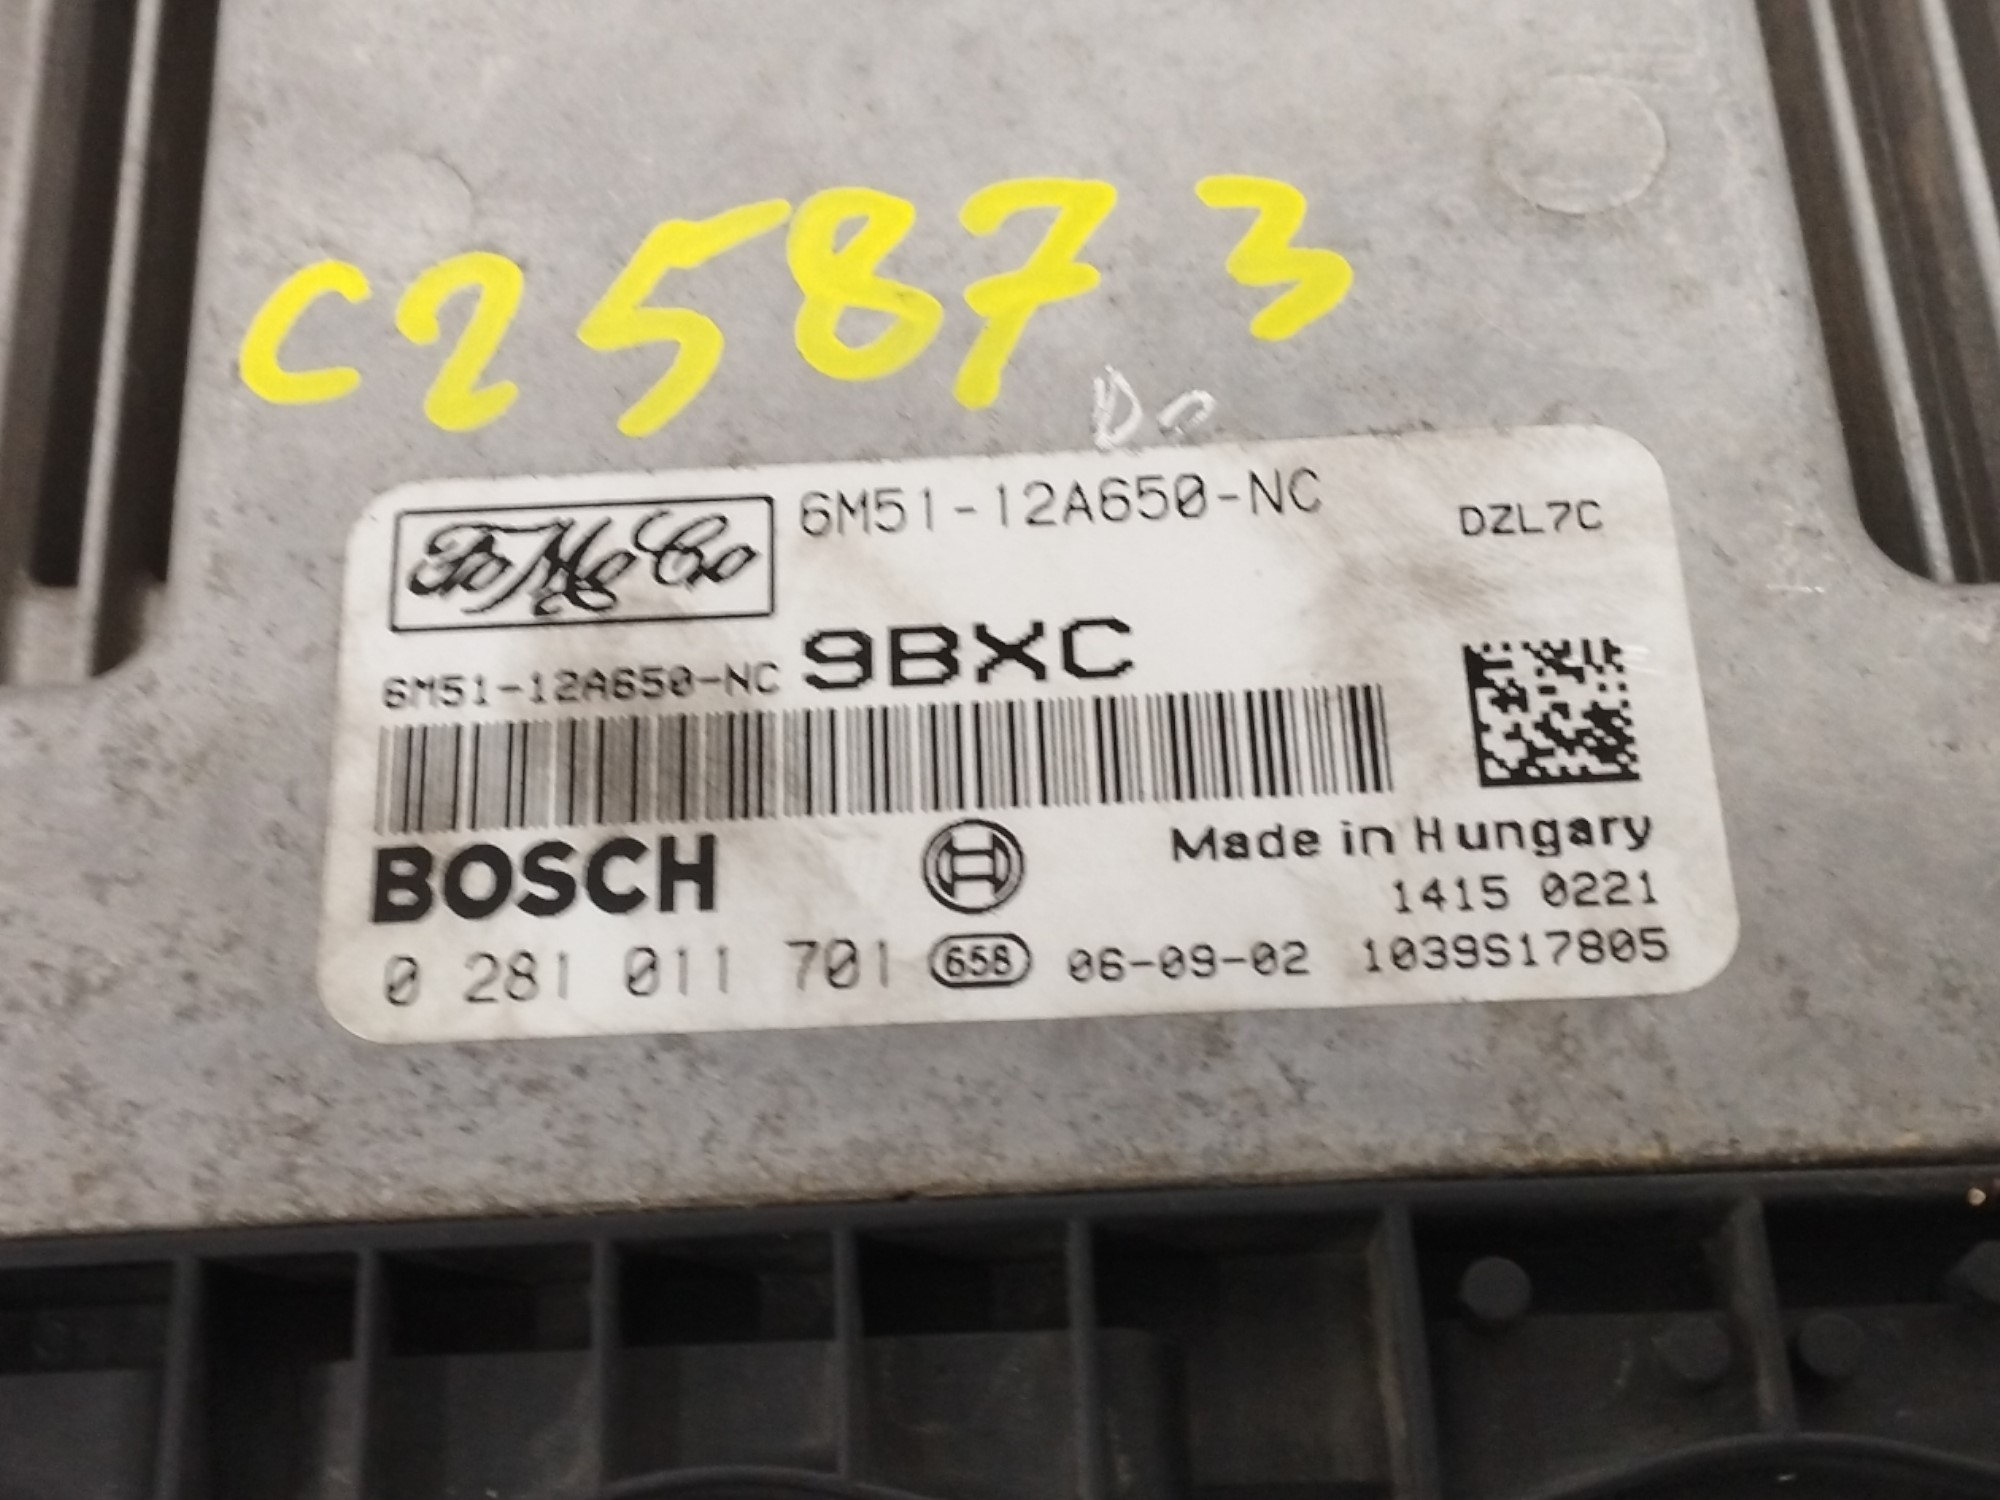 C25873
FoMoCo
6M51-12A650-NC
DZL7C
6M51-12A650-NC
9BXC
BOSCH
Made in Hungary
1415 0221
0 281 011 701
658
06-09-02
1039S17805